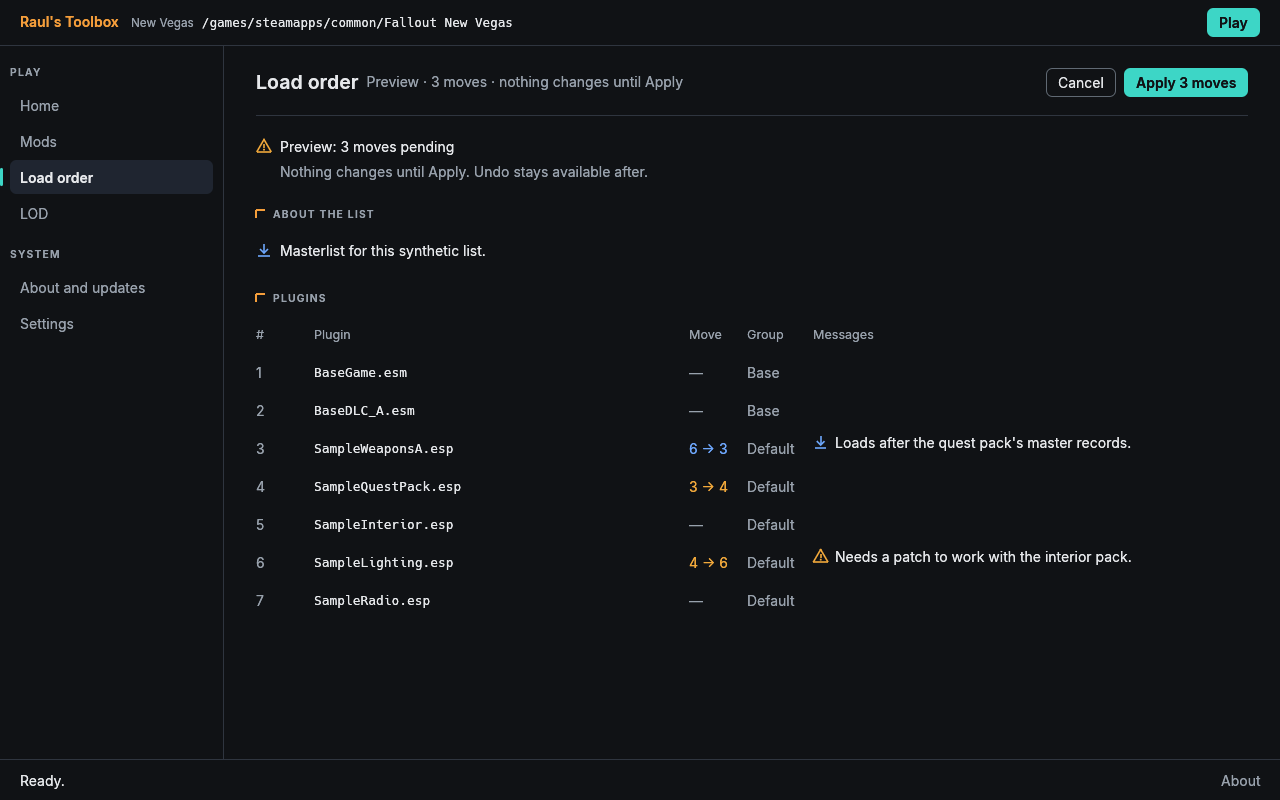 Raul's Toolbox New Vegas /games/steamapps/common/Fallout New Vegas Play
PLAY
Home
Mods
Load order
LOD
SYSTEM
About and updates
Settings
Load order Preview · 3 moves · nothing changes until Apply Cancel Apply 3 moves
Preview: 3 moves pending
Nothing changes until Apply. Undo stays available after.
ABOUT THE LIST
Masterlist for this synthetic list.
PLUGINS
# Plugin Move Group Messages
1 BaseGame.esm — Base
2 BaseDLC_A.esm — Base
3 SampleWeaponsA.esp 6 → 3 Default Loads after the quest pack's master records.
4 SampleQuestPack.esp 3 → 4 Default
5 SampleInterior.esp — Default
6 SampleLighting.esp 4 → 6 Default Needs a patch to work with the interior pack.
7 SampleRadio.esp — Default
Ready. About